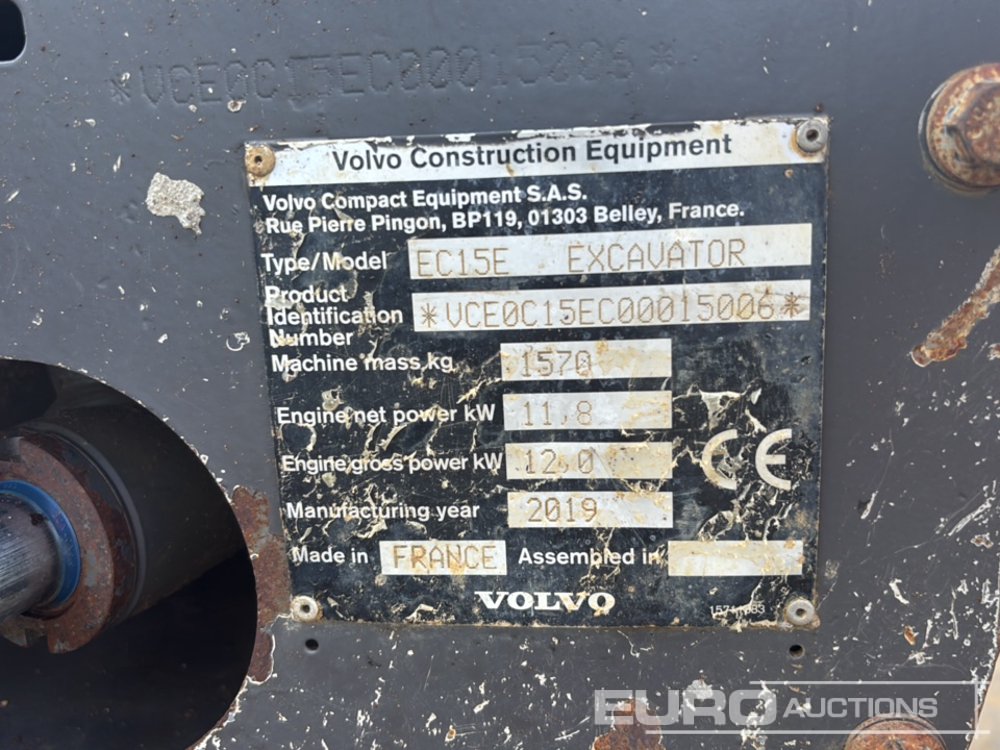 *VCE0C15EC00015006*
Volvo Construction Equipment
Volvo Compact Equipment S.A.S.
Rue Pierre Pingon, BP119, 01303 Belley, France.
Type/Model EC15E EXCAVATOR
Product
Identification
Number *VCE0C15EC00015006*
Machine mass kg 1570
Engine net power kW 11,8
Engine gross power kW 12,0
Manufacturing year 2019
CE
Made in FRANCE Assembled in
VOLVO
EURO AUCTIONS